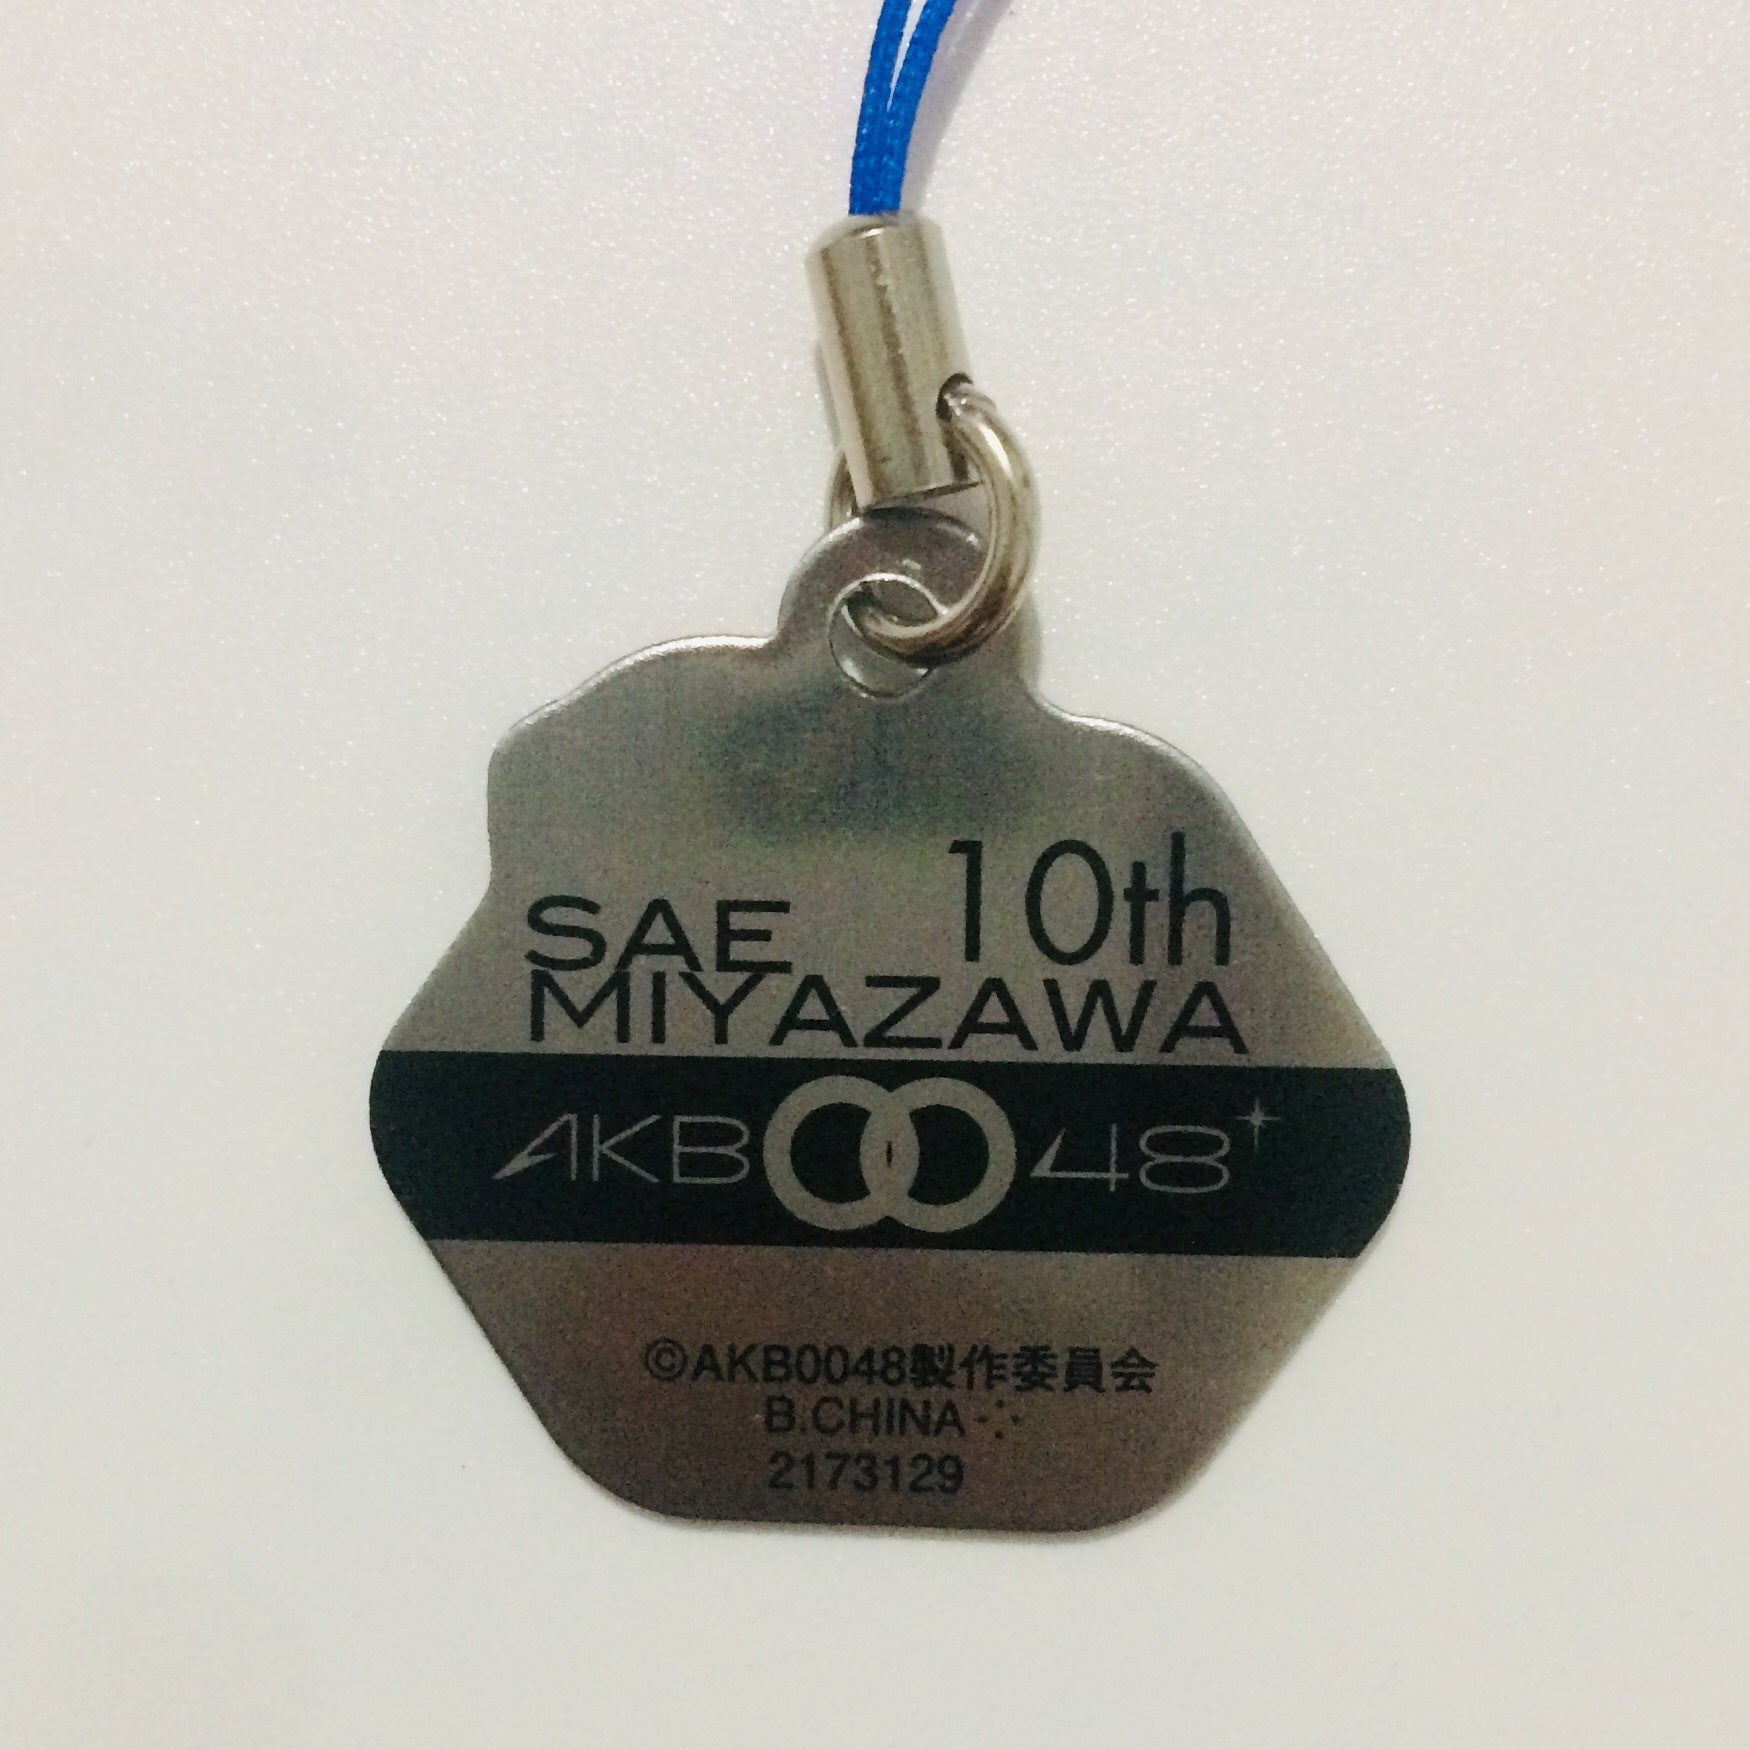 SAE 10th
MIYAZAWA
AKB0048
©AKB0048製作委員会
B.CHINA
2173129